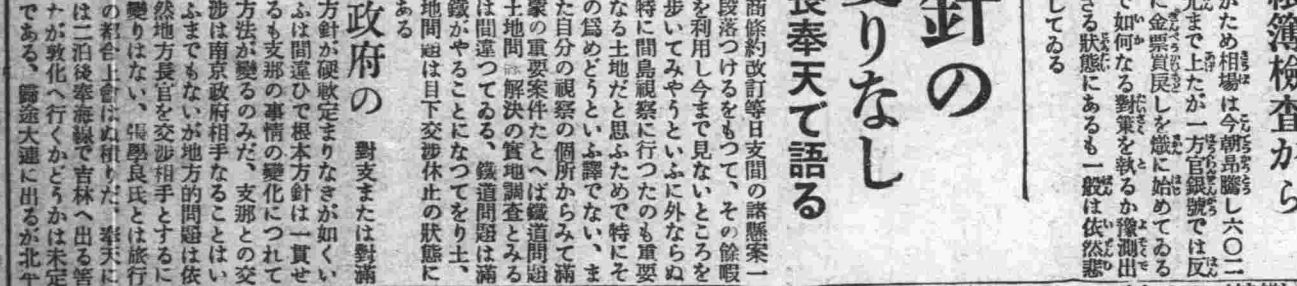 帳簿檢査から
がため相場は今朝昂騰し六〇二
元まで上たが一方官銀號では反
に金票買戻しを熾に始めてゐる
で如何なる對策を執るか豫測出
ざる狀態にあるも一般は依然悲
してゐる
針の
變りなし
長奉天で語る
商條約改訂等日支間の諸懸案一
段落つけるをもつて、その餘暇
を利用し今まで見ないところを
歩いてみやうといふに外ならぬ
特に間島視察に行つたのも重要
なる土地だと思ふためで特にそ
の爲めどうといふ譯でない、ま
た自分の視察の個所からみて滿
蒙の重要案件たとへば鐵道問題
土地問題解決の實地調査とみる
は間違つてゐる、鐵道問題は滿
鐵がやることになつてをり土、
地問題は目下交渉休止の狀態に
ある
政府の 對支または對滿
方針が硬軟定まりなきが如くい
ふは間違ひで根本方針は一貫せ
るも支那の事情の變化につれて
方法が變るのみだ、支那との交
渉は南京政府相手なることはい
ふまでもないが地方的問題は依
然地方長官を交渉相手とするに
變りはない、張學良氏とは旅行
の都合上會はぬ積りだ、奉天に
は二泊後瀋海線で吉林へ出る筈
だが敦化へ行くかどうかは未定
である、歸途大連に出るが北平